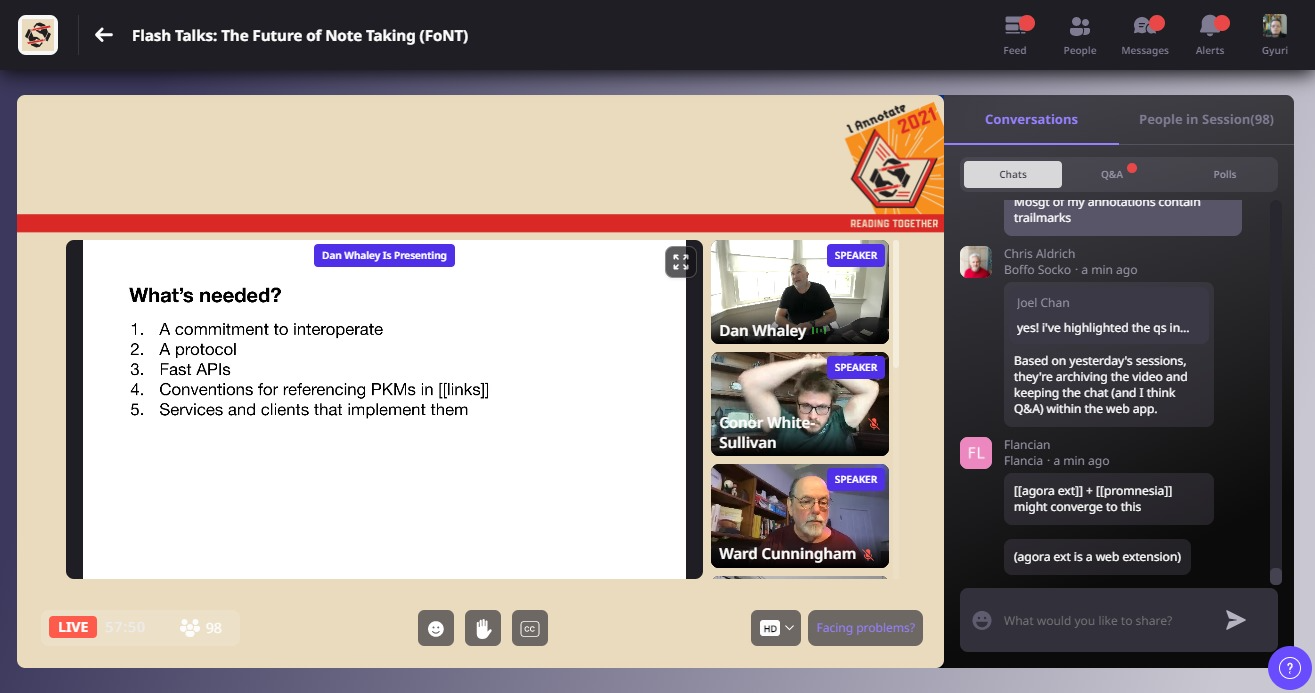 Flash Talks: The Future of Note Taking (FoNT)
Feed
People
Messages
Alerts
Gyuri
I Annotate
2021
READING TOGETHER
Dan Whaley Is Presenting
What's needed?
1. A commitment to interoperate
2. A protocol
3. Fast APIs
4. Conventions for referencing PKMs in [[links]]
5. Services and clients that implement them
SPEAKER
Dan Whaley
SPEAKER
Conor White-
Sullivan
SPEAKER
Ward Cunningham
LIVE 57:50 98
CC
HD
Facing problems?
Conversations
People in Session(98)
Chats
Q&A
Polls
Mosgt of my annotations contain
trailmarks
Chris Aldrich
Boffo Socko · a min ago
Joel Chan
yes! i've highlighted the qs in...
Based on yesterday's sessions,
they're archiving the video and
keeping the chat (and I think
Q&A) within the web app.
FL
Flancian
Flancia · a min ago
[[agora ext]] + [[promnesia]]
might converge to this
(agora ext is a web extension)
What would you like to share?
?